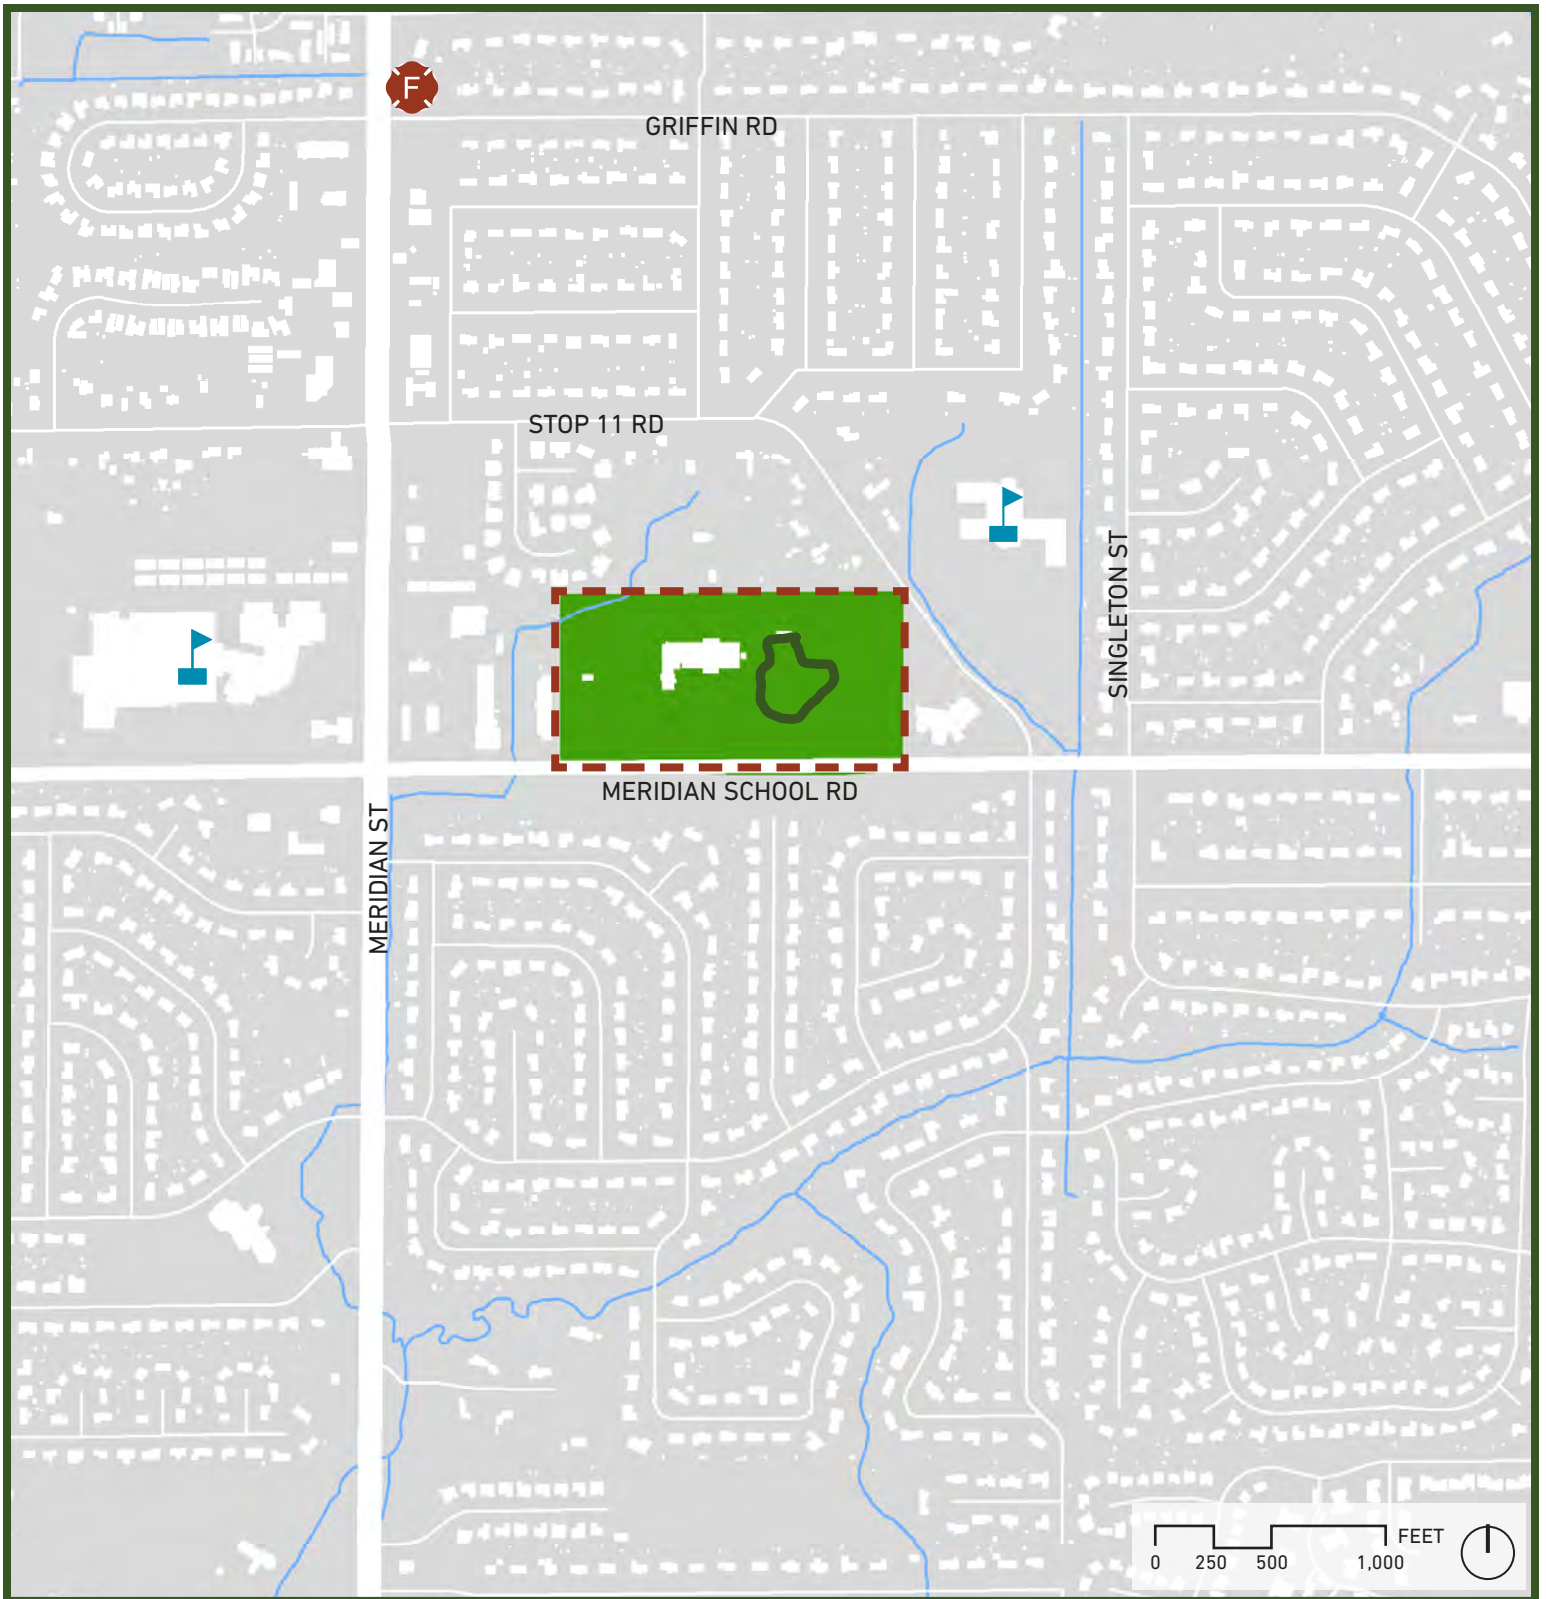 F
GRIFFIN RD
STOP 11 RD
SINGLETON ST
MERIDIAN SCHOOL RD
MERIDIAN ST
FEET
0 250 500 1,000